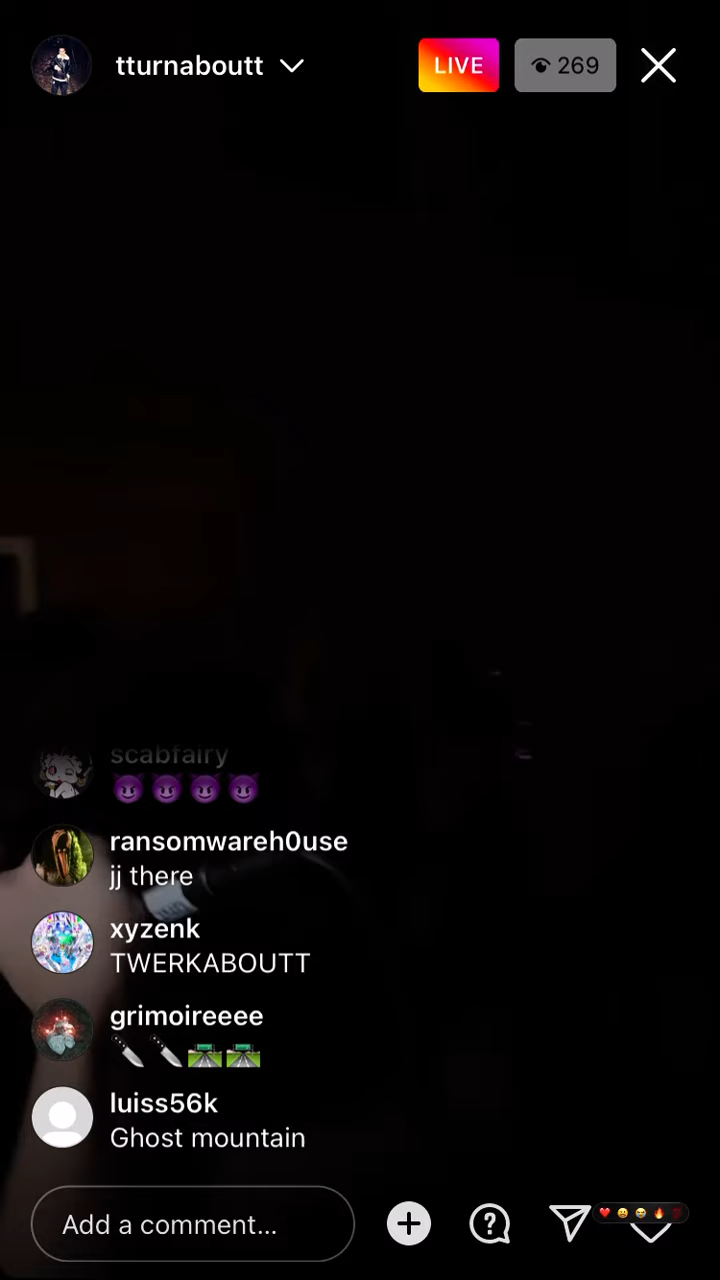 tturnaboutt
LIVE
269
scabfairy
😈😈😈😈
ransomwareh0use
jj there
xyzenk
TWERKABOUTT
grimoireeee
🔪🔪🛣️🛣️
luiss56k
Ghost mountain
Add a comment...